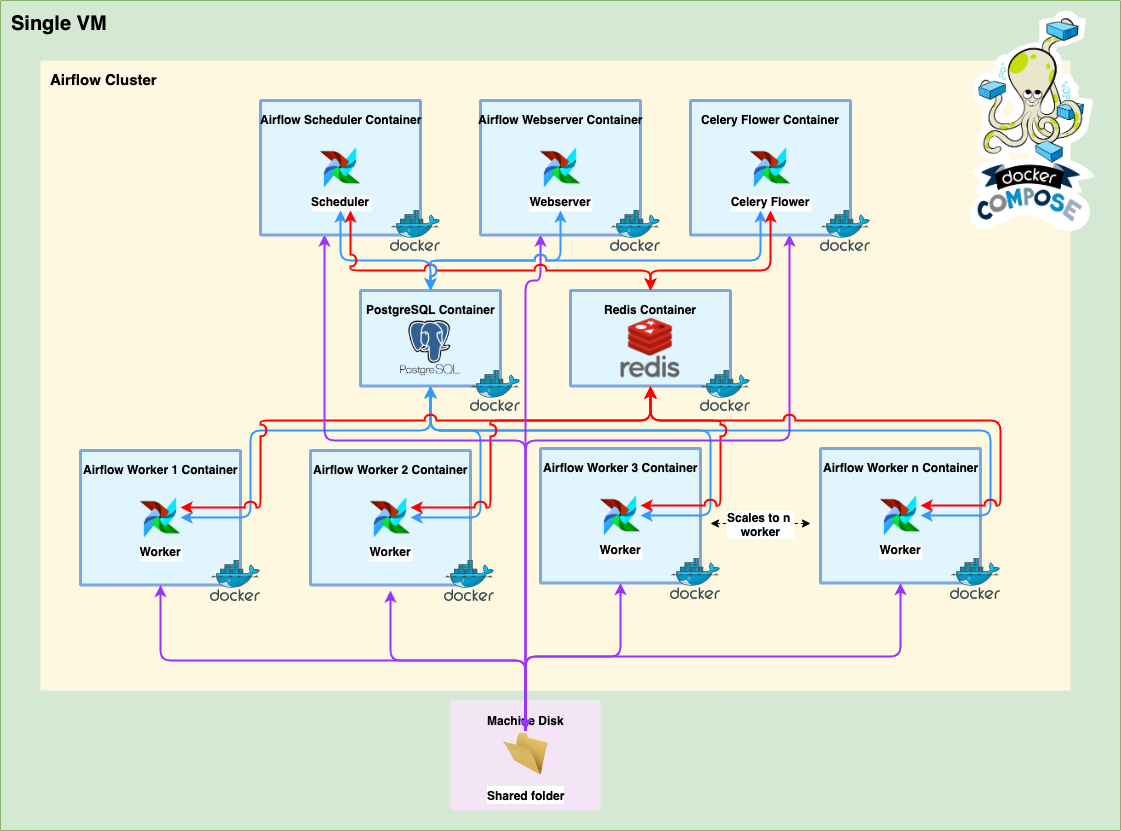 Single VM
Airflow Cluster
docker
COMPOSE
Airflow Scheduler Container
Scheduler
docker
Airflow Webserver Container
Webserver
docker
Celery Flower Container
Celery Flower
docker
PostgreSQL Container
PostgreSQL
docker
Redis Container
redis
docker
Airflow Worker 1 Container
Worker
docker
Airflow Worker 2 Container
Worker
docker
Airflow Worker 3 Container
Worker
docker
Scales to n
worker
Airflow Worker n Container
Worker
docker
Machine Disk
Shared folder